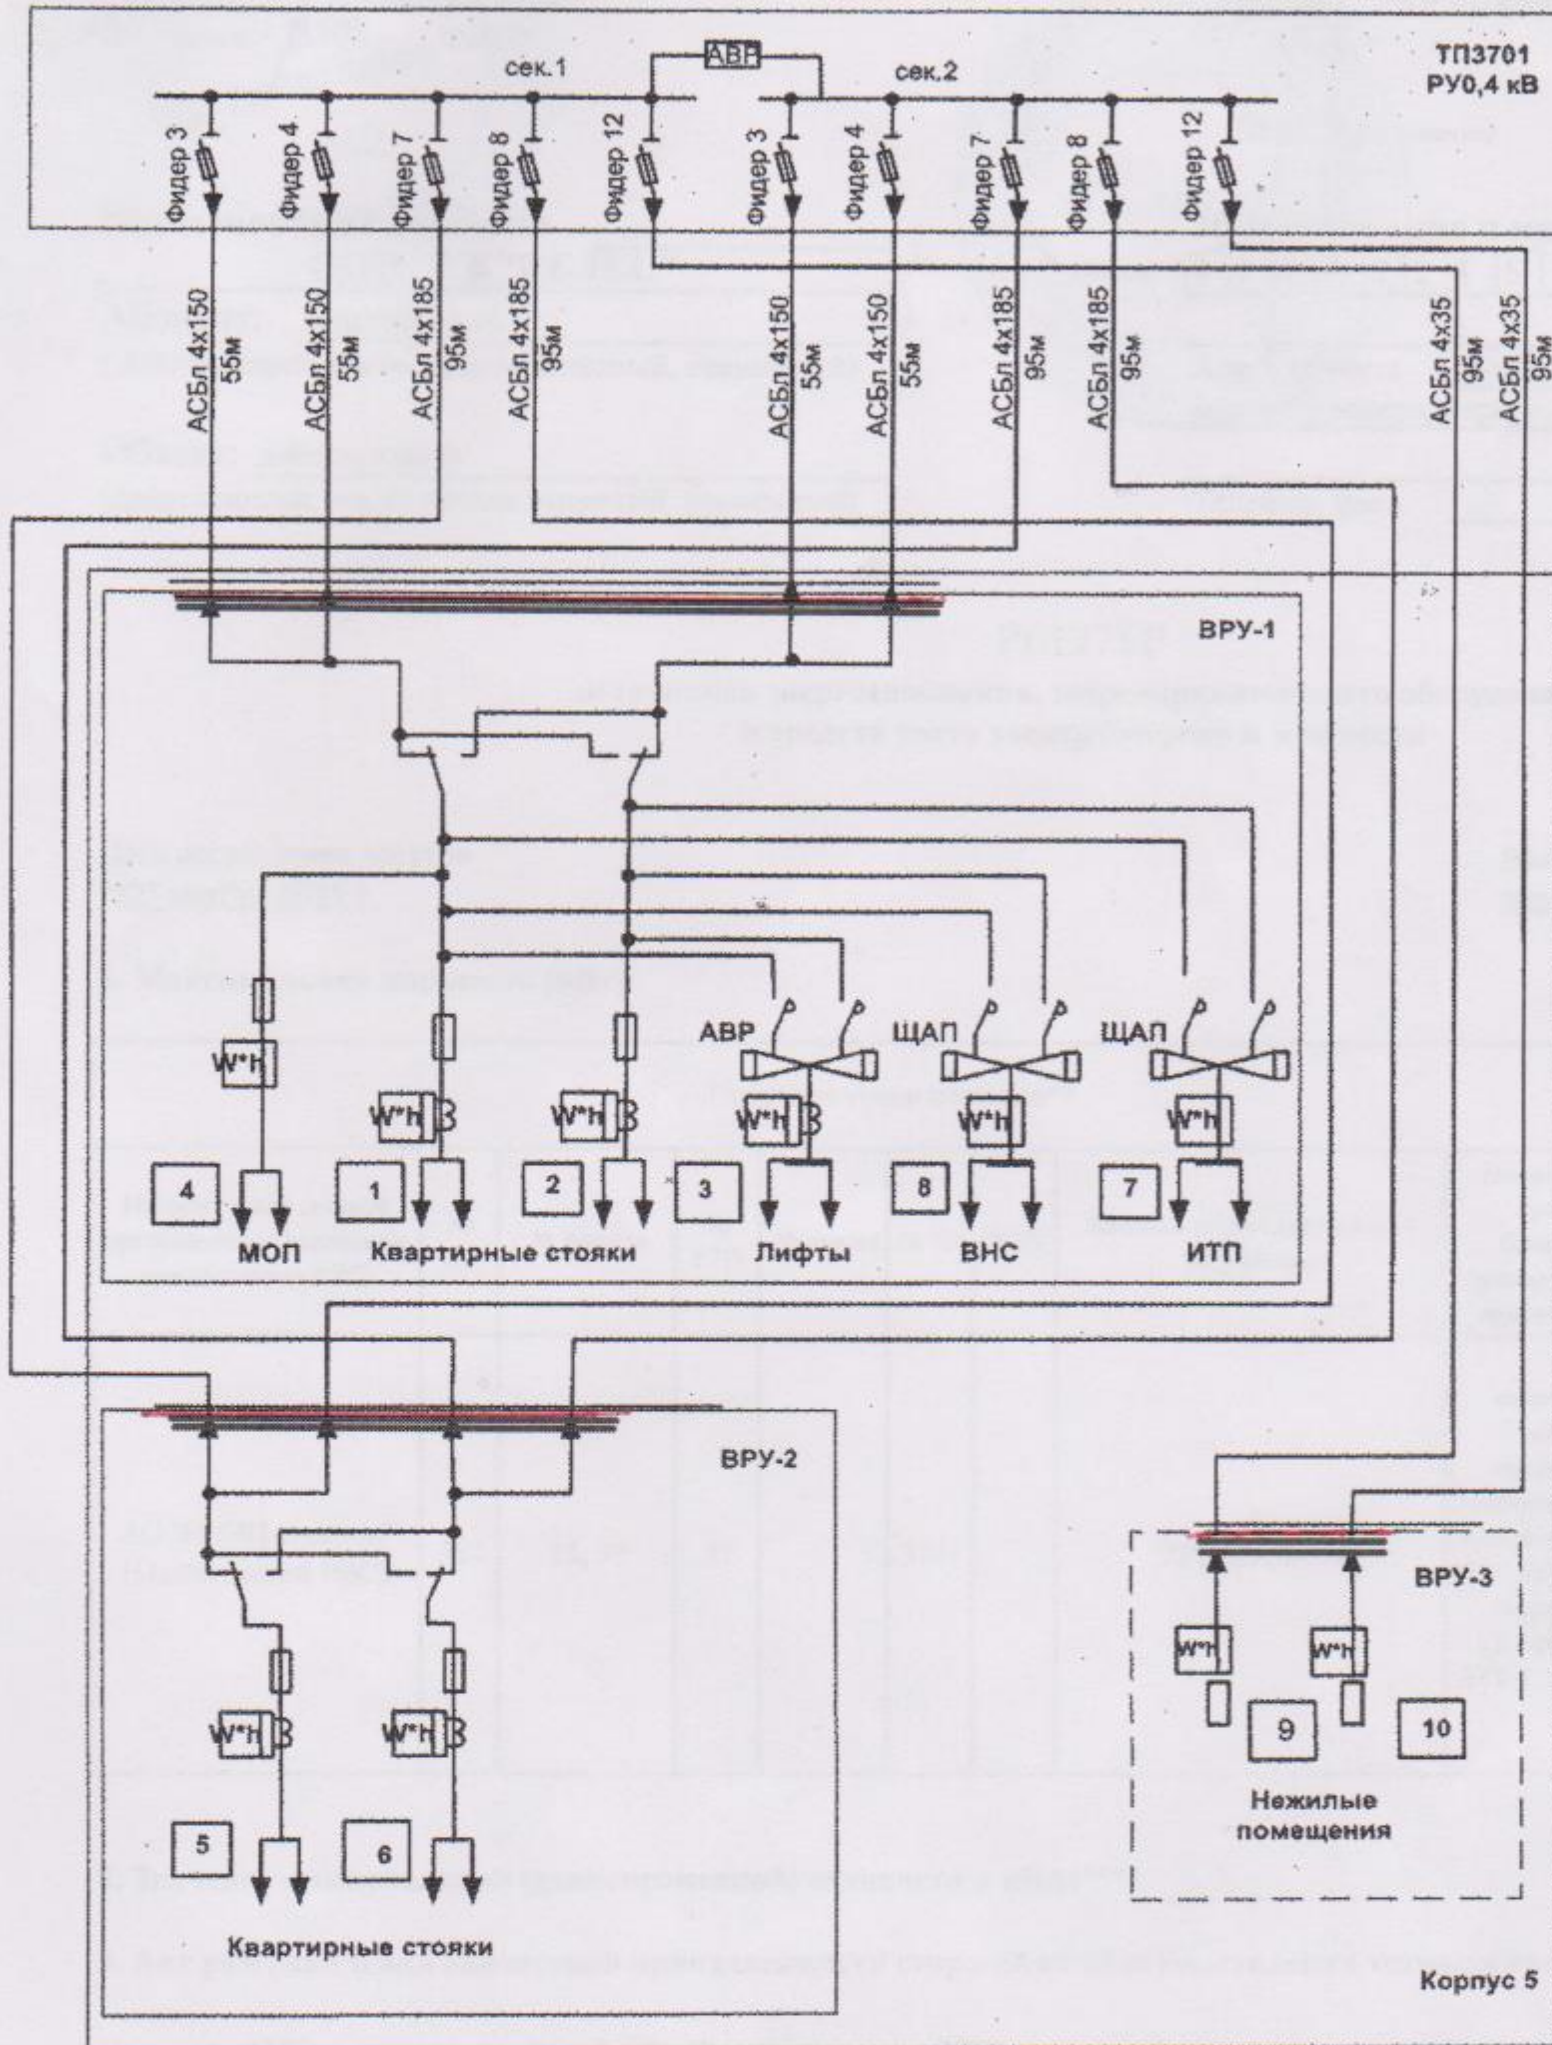 АВР
сек.1
сек.2
ТП3701
РУ0,4 кВ
Фидер 3
Фидер 4
Фидер 7
Фидер 8
Фидер 12
Фидер 3
Фидер 4
Фидер 7
Фидер 8
Фидер 12
АСБл 4х150
55м
АСБл 4х150
55м
АСБл 4х185
95м
АСБл 4х185
95м
АСБл 4х150
55м
АСБл 4х150
55м
АСБл 4х185
95м
АСБл 4х185
95м
АСБл 4х35
95м
АСБл 4х35
95м
ВРУ-1
АВР
ЩАП
ЩАП
W*h
W*h
W*h
W*h
W*h
W*h
4
1
2
3
8
7
МОП
Квартирные стояки
Лифты
ВНС
ИТП
ВРУ-2
W*h
W*h
5
6
Квартирные стояки
ВРУ-3
W*h
W*h
9
10
Нежилые
помещения
Корпус 5